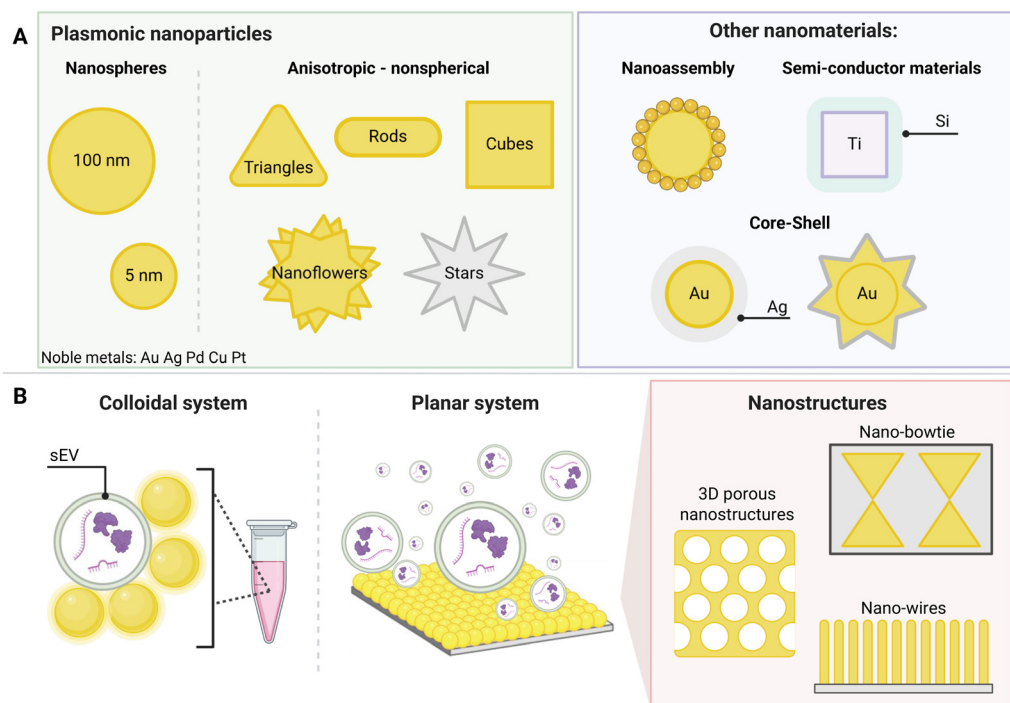 A
Plasmonic nanoparticles
Nanospheres
Anisotropic - nonspherical
100 nm
5 nm
Triangles
Rods
Cubes
Nanoflowers
Stars
Noble metals: Au Ag Pd Cu Pt
Other nanomaterials:
Nanoassembly
Semi-conductor materials
Ti
Si
Core-Shell
Au
Ag
Au
B
Colloidal system
sEV
Planar system
Nanostructures
3D porous
nanostructures
Nano-bowtie
Nano-wires